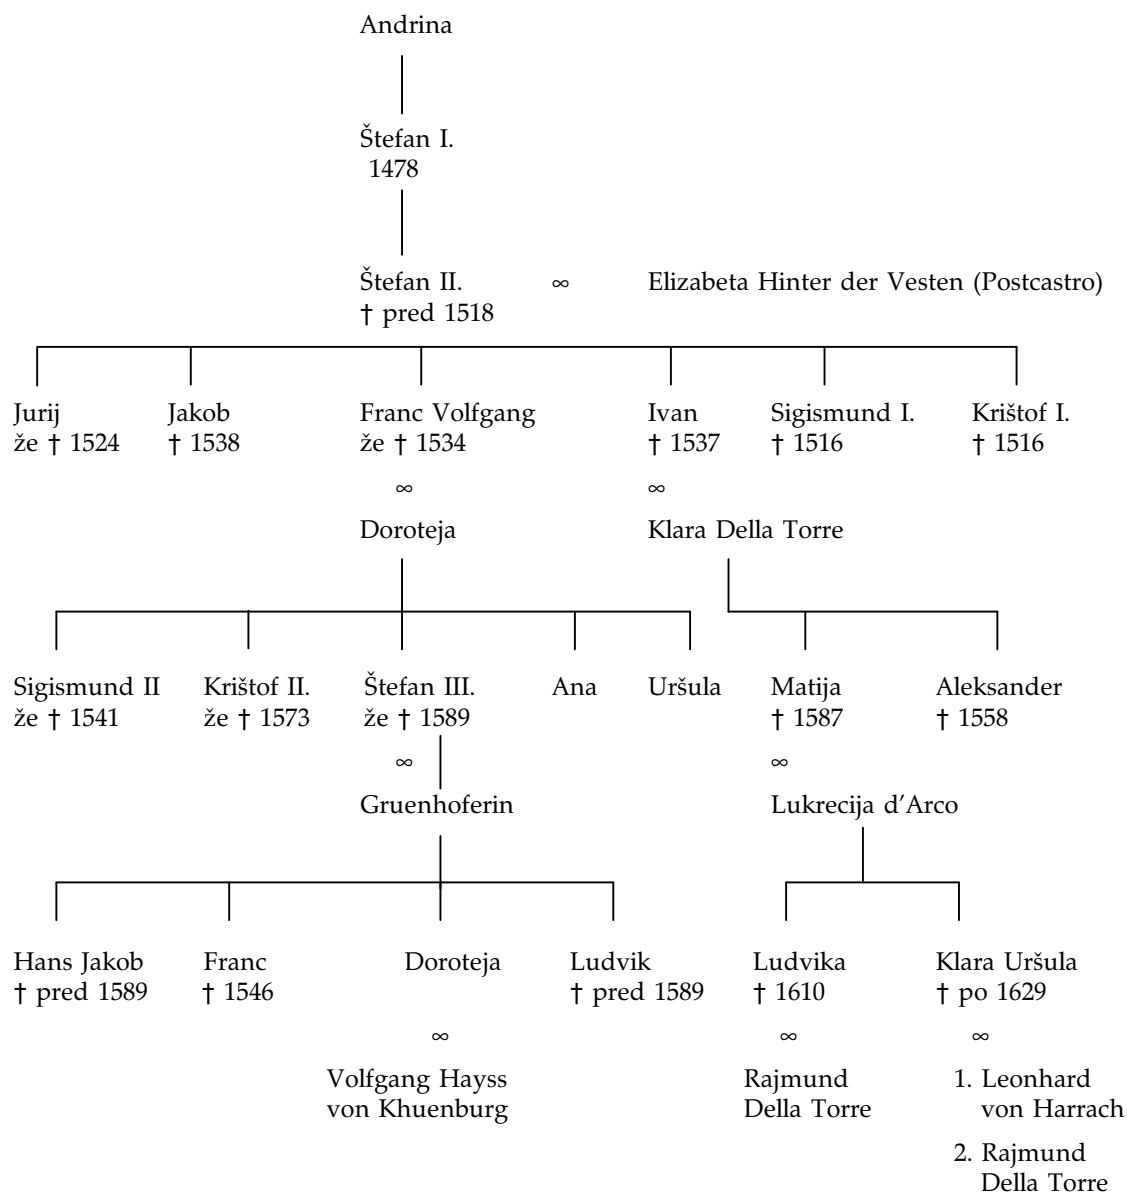 Andrina
Štefan I.
1478
Štefan II. ∞ Elizabeta Hinter der Vesten (Postcastro)
† pred 1518
Jurij Jakob Franc Volfgang Ivan Sigismund I. Krištof I.
že † 1524 † 1538 že † 1534 † 1537 † 1516 † 1516
∞ ∞
Doroteja Klara Della Torre
Sigismund II Krištof II. Štefan III. Ana Uršula Matija Aleksander
že † 1541 že † 1573 že † 1589 † 1587 † 1558
∞ ∞
Gruenhoferin Lukrecija d’Arco
Hans Jakob Franc Doroteja Ludvik Ludvika Klara Uršula
† pred 1589 † 1546 † pred 1589 † 1610 † po 1629
∞ ∞ ∞
Volfgang Hayss Rajmund 1. Leonhard
von Khuenburg Della Torre von Harrach
2. Rajmund
Della Torre